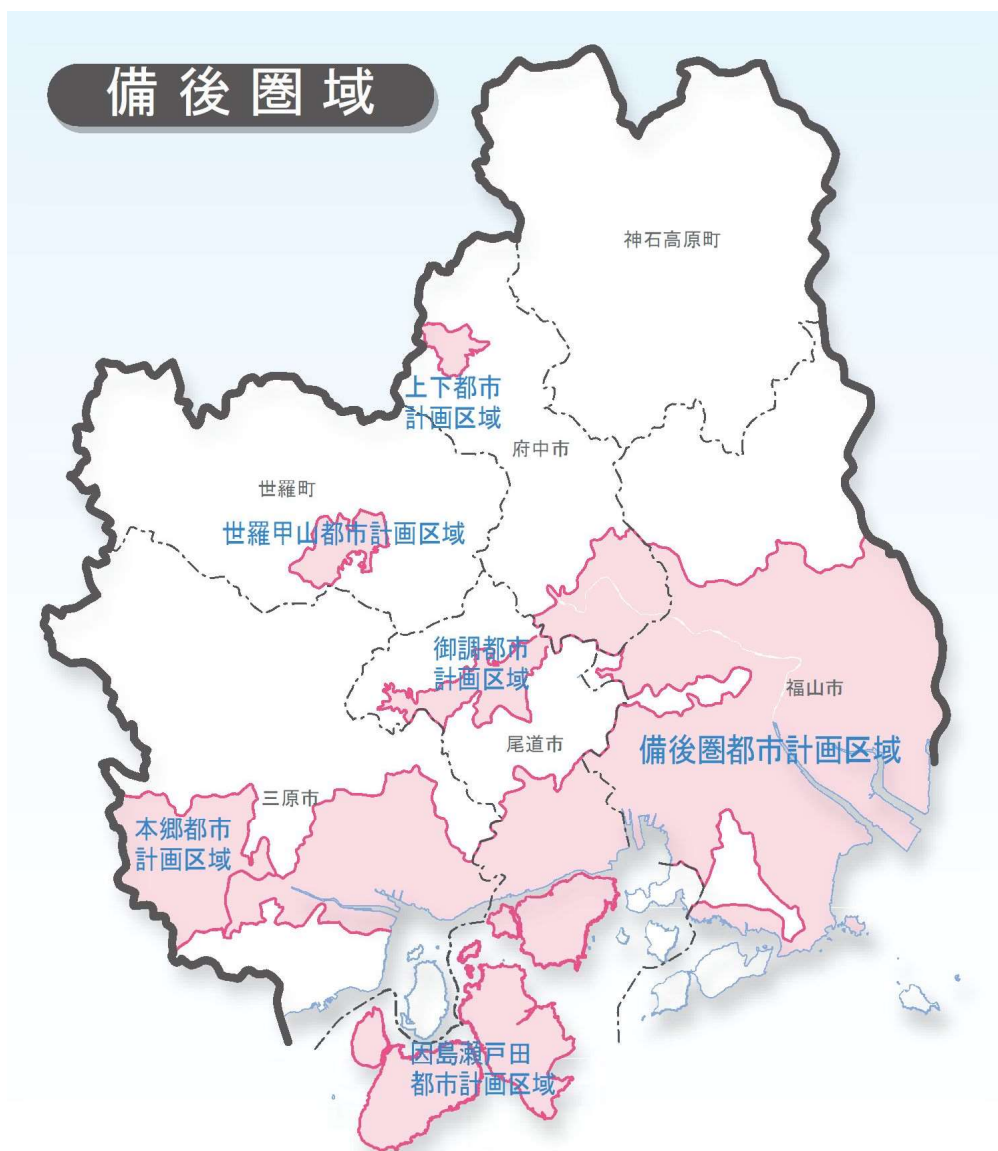 備後圏域
神石高原町
上下都市
計画区域
府中市
世羅町
世羅甲山都市計画区域
御調都市
計画区域
福山市
尾道市
備後圏都市計画区域
三原市
本郷都市
計画区域
因島瀬戸田
都市計画区域